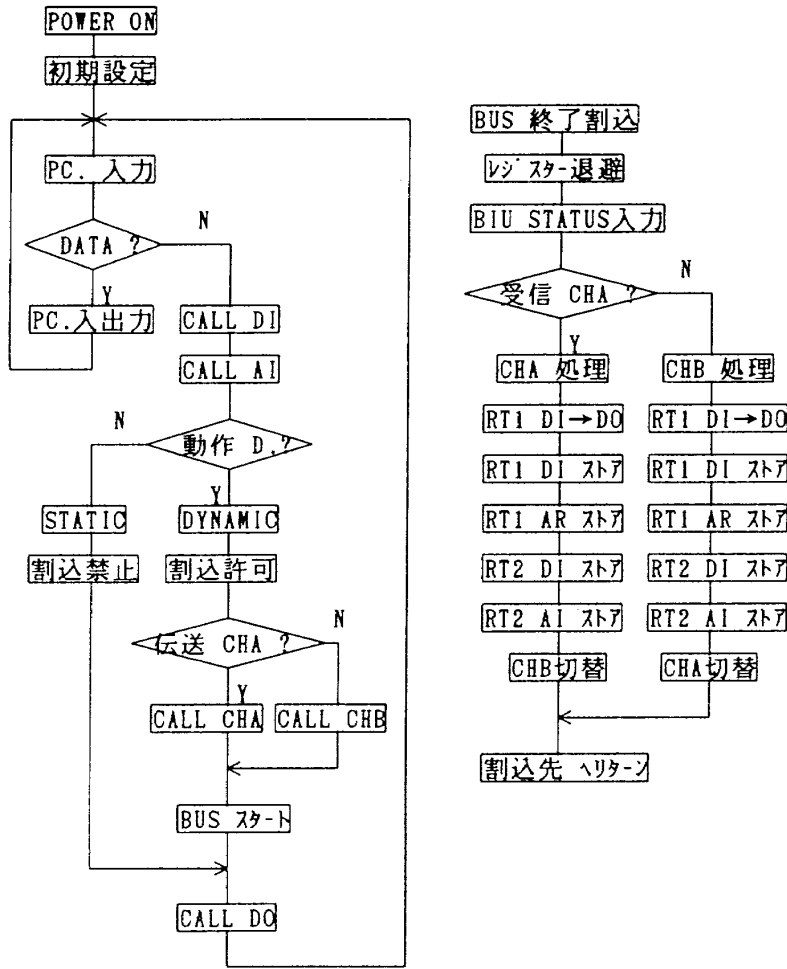 POWER ON
初期設定
PC. 入力
DATA ?
N
Y
PC.入出力
CALL DI
CALL AI
動作 D.?
N
Y
STATIC
DYNAMIC
割込禁止
割込許可
伝送 CHA ?
N
Y
CALL CHA
CALL CHB
BUS スタート
CALL DO
BUS 終了割込
レジスター退避
BIU STATUS入力
受信 CHA ?
N
Y
CHA 処理
RT1 DI→DO
RT1 DI ストア
RT1 AR ストア
RT2 DI ストア
RT2 AI ストア
CHB切替
CHB 処理
RT1 DI→DO
RT1 DI ストア
RT1 AR ストア
RT2 DI ストア
RT2 AI ストア
CHA切替
割込先 へリターン